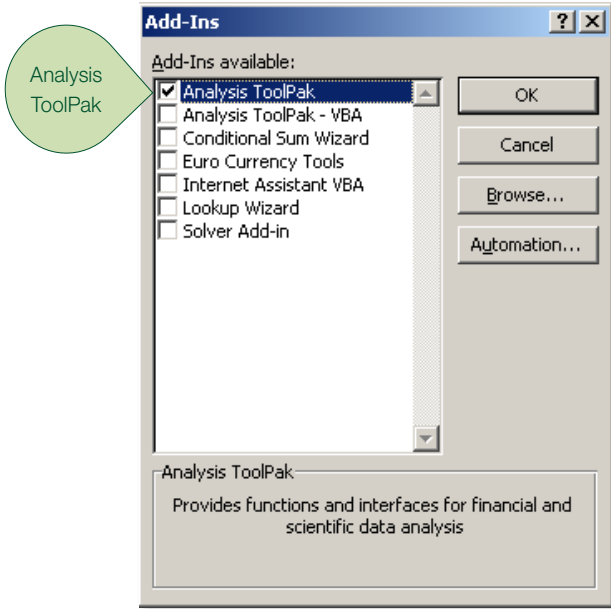 Add-Ins
Add-Ins available:
Analysis
ToolPak
Analysis ToolPak
Analysis ToolPak - VBA
Conditional Sum Wizard
Euro Currency Tools
Internet Assistant VBA
Lookup Wizard
Solver Add-in
OK
Cancel
Browse...
Automation...
Analysis ToolPak
Provides functions and interfaces for financial and
scientific data analysis